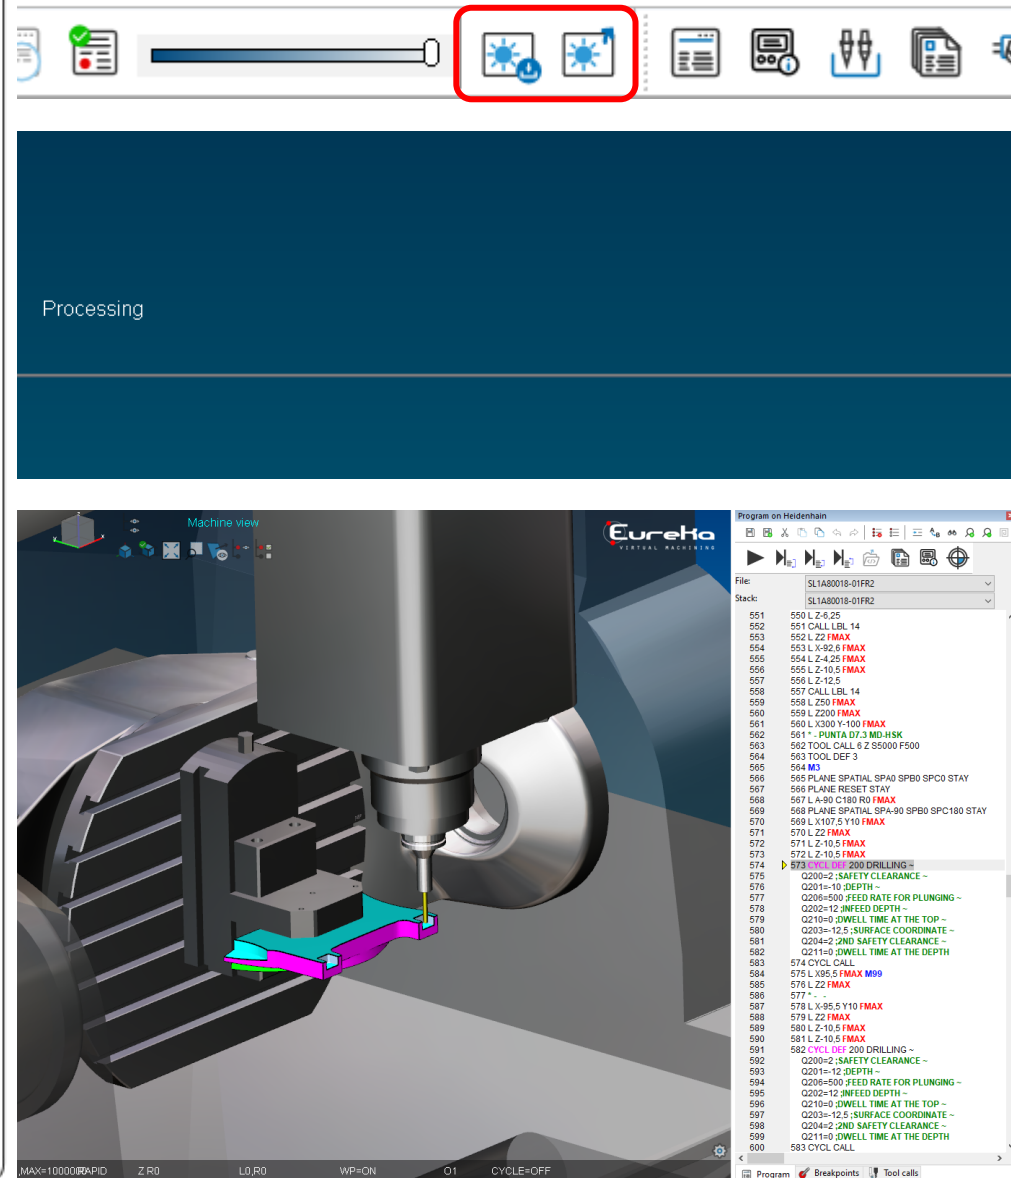 Processing
Machine view
EureKa
VIRTUAL MACHINING
Program on Heidenhain
File:
SL1A80018-01FR2
Stack:
SL1A80018-01FR2
551 550 L Z-6,25
552 551 CALL LBL 14
553 552 L Z2 FMAX
554 553 L X-92,6 FMAX
555 554 L Z-4,25 FMAX
556 555 L Z-10,5 FMAX
557 556 L Z-12,5
558 557 CALL LBL 14
559 558 L Z50 FMAX
560 559 L Z200 FMAX
561 560 L X300 Y-100 FMAX
562 561 * - PUNTA D7.3 MD-HSK
563 562 TOOL CALL 6 Z S5000 F500
564 563 TOOL DEF 3
565 564 M3
566 565 PLANE SPATIAL SPA0 SPB0 SPC0 STAY
567 566 PLANE RESET STAY
568 567 L A-90 C180 R0 FMAX
569 568 PLANE SPATIAL SPA-90 SPB0 SPC180 STAY
570 569 L X107,5 Y10 FMAX
571 570 L Z2 FMAX
572 571 L Z-10,5 FMAX
573 572 L Z-10,5 FMAX
574 573 CYCL DEF 200 DRILLING ~
575 Q200=2 ;SAFETY CLEARANCE ~
576 Q201=-10 ;DEPTH ~
577 Q206=500 ;FEED RATE FOR PLUNGING ~
578 Q202=12 ;INFEED DEPTH ~
579 Q210=0 ;DWELL TIME AT THE TOP ~
580 Q203=-12,5 ;SURFACE COORDINATE ~
581 Q204=2 ;2ND SAFETY CLEARANCE ~
582 Q211=0 ;DWELL TIME AT THE DEPTH
583 574 CYCL CALL
584 575 L X95,5 FMAX M99
585 576 L Z2 FMAX
586 577 * - -
587 578 L X-95,5 Y10 FMAX
588 579 L Z2 FMAX
589 580 L Z-10,5 FMAX
590 581 L Z-10,5 FMAX
591 582 CYCL DEF 200 DRILLING ~
592 Q200=2 ;SAFETY CLEARANCE ~
593 Q201=-12 ;DEPTH ~
594 Q206=500 ;FEED RATE FOR PLUNGING ~
595 Q202=12 ;INFEED DEPTH ~
596 Q210=0 ;DWELL TIME AT THE TOP ~
597 Q203=-12,5 ;SURFACE COORDINATE ~
598 Q204=2 ;2ND SAFETY CLEARANCE ~
599 Q211=0 ;DWELL TIME AT THE DEPTH
600 583 CYCL CALL
RAPID Z R0 L0,R0 WP=ON O1 CYCLE=OFF
Program Breakpoints Tool calls